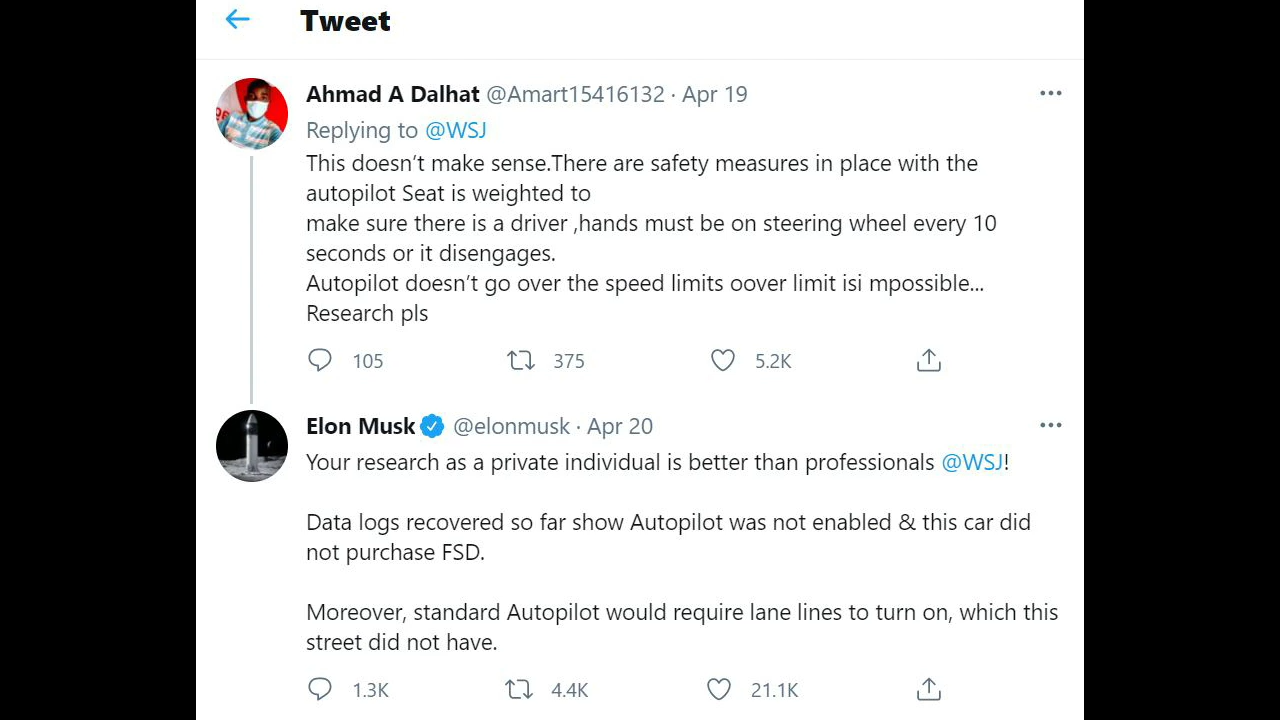 Tweet
Ahmad A Dalhat @Amart15416132 · Apr 19
Replying to @WSJ
This doesn’t make sense.There are safety measures in place with the
autopilot Seat is weighted to
make sure there is a driver ,hands must be on steering wheel every 10
seconds or it disengages.
Autopilot doesn’t go over the speed limits oover limit isi mpossible...
Research pls
105 375 5.2K
Elon Musk @elonmusk · Apr 20
Your research as a private individual is better than professionals @WSJ!
Data logs recovered so far show Autopilot was not enabled & this car did
not purchase FSD.
Moreover, standard Autopilot would require lane lines to turn on, which this
street did not have.
1.3K 4.4K 21.1K